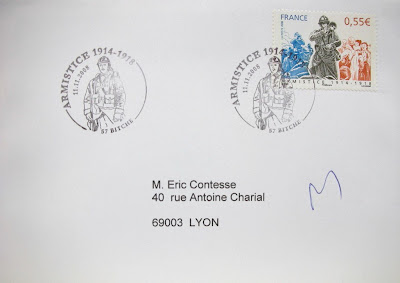 ARMISTICE 1914-1918
11.11.2008
57 BITCHE
ARMISTICE 1914-1918
11.11.2008
57 BITCHE
FRANCE
0,55€
ARMISTICE 1914-1918
M. Eric Contesse
40 rue Antoine Charial
69003 LYON
M